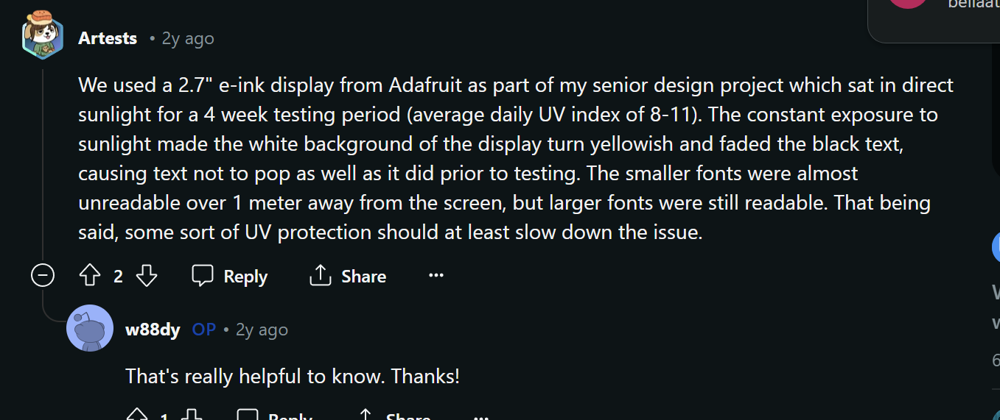 bellaat
Artests • 2y ago
We used a 2.7" e-ink display from Adafruit as part of my senior design project which sat in direct
sunlight for a 4 week testing period (average daily UV index of 8-11). The constant exposure to
sunlight made the white background of the display turn yellowish and faded the black text,
causing text not to pop as well as it did prior to testing. The smaller fonts were almost
unreadable over 1 meter away from the screen, but larger fonts were still readable. That being
said, some sort of UV protection should at least slow down the issue.
2 Reply Share ...
w88dy OP • 2y ago
That's really helpful to know. Thanks!
1 Reply Share ...